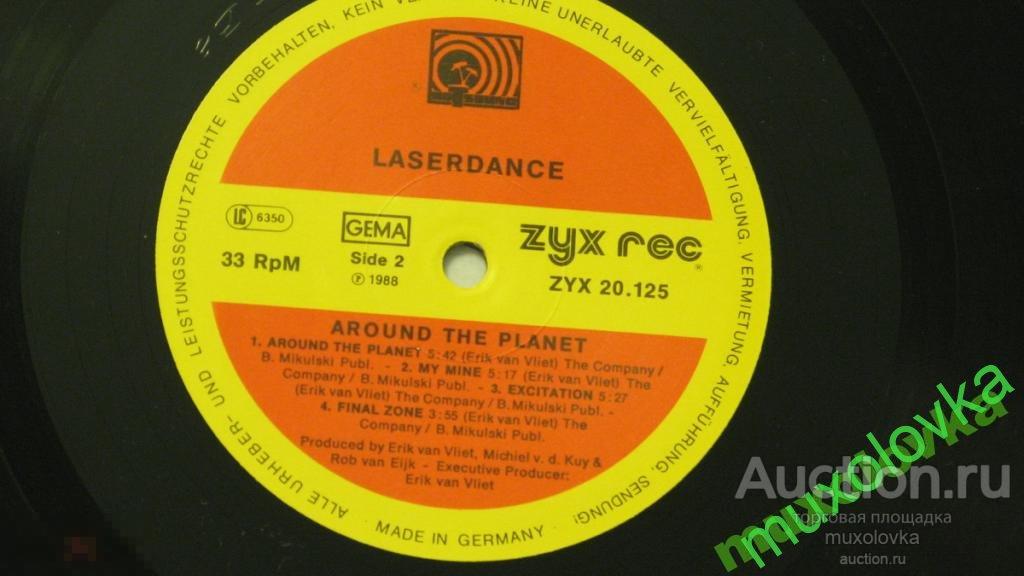 ALLE URHEBER- UND LEISTUNGSSCHUTZRECHTE VORBEHALTEN, KEIN VE KEINE UNERLAUBTE VERVIELFÄLTIGUNG, VERMIETUNG, AUFFÜHRUNG, SENDUNG!
LASERDANCE
LC 6350
GEMA
zyx rec
33 RpM
Side 2
ZYX 20.125
℗ 1988
AROUND THE PLANET
1. AROUND THE PLANET 5:42 (Erik van Vliet) The Company /
B. Mikulski Publ. - 2. MY MINE 5:17 (Erik van Vliet) The
Company / B. Mikulski Publ. - 3. EXCITATION 5:27
(Erik van Vliet) The Company / B. Mikulski Publ. -
4. FINAL ZONE 3:55 (Erik van Vliet) The
Company / B. Mikulski Publ.
Produced by Erik van Vliet, Michiel v. d. Kuy &
Rob van Eijk - Executive Producer:
Erik van Vliet
· MADE IN GERMANY ·
muxolovka
Auction.ru
торговая площадка
muxolovka
auction.ru